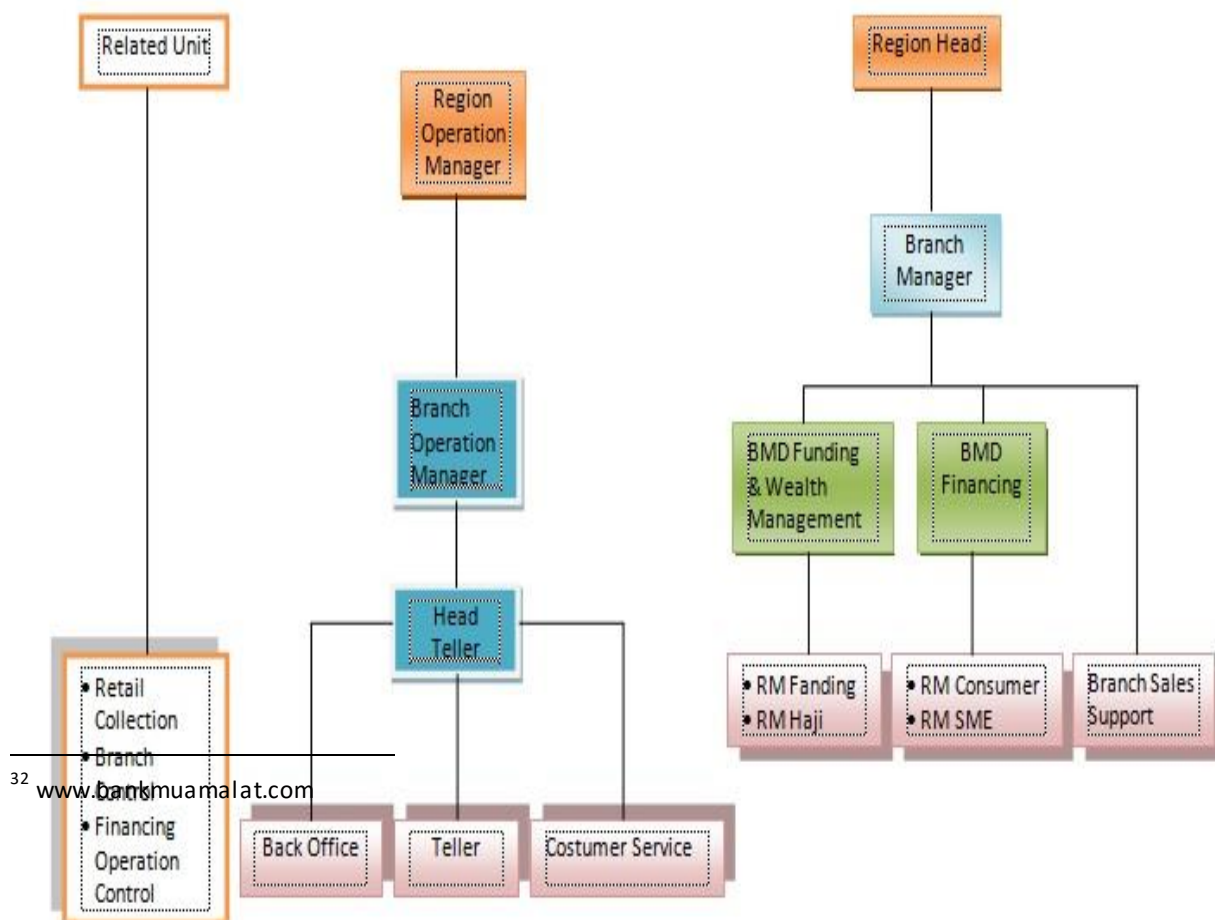 Related Unit
Region Head
Region
Operation
Manager
Branch
Manager
Branch
Operation
Manager
BMD Funding
& Wealth
Management
BMD
Financing
Head
Teller
• Retail
Collection
• Branch
Control
• Financing
Operation
Control
• RM Fanding
• RM Haji
• RM Consumer
• RM SME
Branch Sales
Support
32 www.bankmuamalat.com
Back Office
Teller
Costumer Service